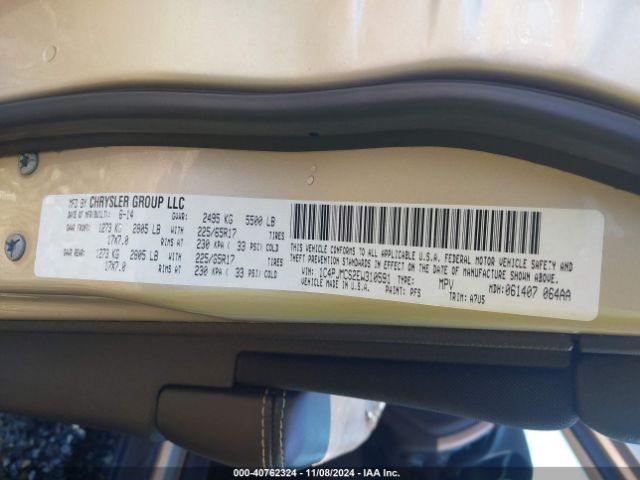 MFD BY CHRYSLER GROUP LLC
DATE OF MFR/BUILT: 6-14 GVWR: 2495 KG 5500 LB
GAWR FRONT: 1273 KG 2805 LB WITH 225/65R17 TIRES
17X7.0 RIMS AT 230 KPA ( 33 PSI) COLD
GAWR REAR: 1273 KG 2805 LB WITH 225/65R17 TIRES
17X7.0 RIMS AT 230 KPA ( 33 PSI) COLD
THIS VEHICLE CONFORMS TO ALL APPLICABLE U.S.A. FEDERAL MOTOR VEHICLE SAFETY AND
THEFT PREVENTION STANDARDS IN EFFECT ON THE DATE OF MANUFACTURE SHOWN ABOVE.
VIN: 1C4PJMCS2EW310591 TYPE: MPV MDH: 061407 064AA
VEHICLE MADE IN U.S.A. PAINT: PFS TRIM: A7U5
000-40762324 - 11/08/2024 - IAA Inc.